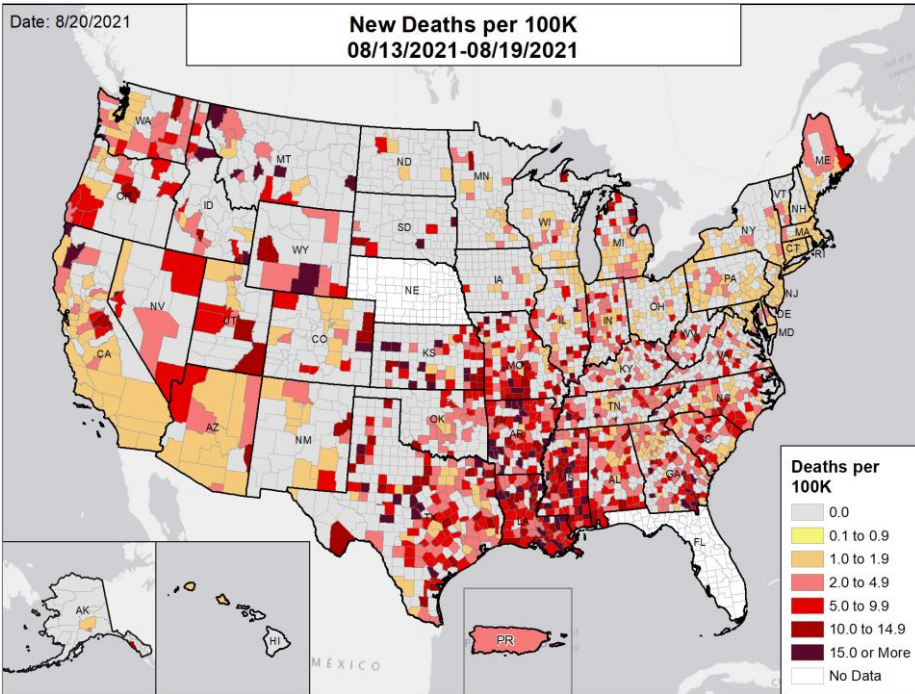 Date: 8/20/2021
New Deaths per 100K
08/13/2021-08/19/2021
WA
MT
ND
MN
ME
VT
NH
OR
ID
WY
SD
WI
MI
NY
MA
CT
RI
NV
UT
NE
IA
PA
NJ
IL
IN
OH
DE
MD
CA
CO
KS
MO
KY
WV
VA
AZ
NM
OK
AR
TN
NC
SC
MS
AL
GA
LA
FL
AK
HI
PR
MÉXICO
Deaths per
100K
0.0
0.1 to 0.9
1.0 to 1.9
2.0 to 4.9
5.0 to 9.9
10.0 to 14.9
15.0 or More
No Data